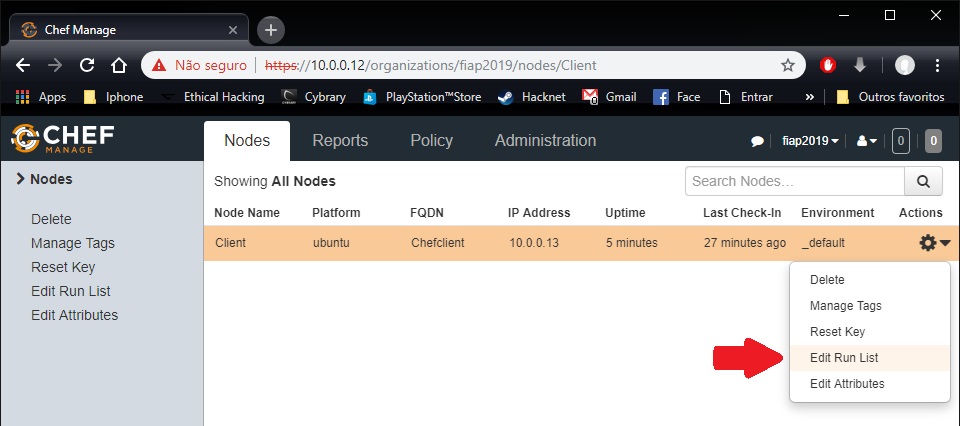 Chef Manage
Não seguro https://10.0.0.12/organizations/fiap2019/nodes/Client
Apps Iphone Ethical Hacking Cybrary PlayStation™Store Hacknet Gmail Face Entrar » Outros favoritos
CHEF MANAGE Nodes Reports Policy Administration fiap2019 0 0
Nodes
Delete
Manage Tags
Reset Key
Edit Run List
Edit Attributes
Showing All Nodes Search Nodes...
Node Name Platform FQDN IP Address Uptime Last Check-In Environment Actions
Client ubuntu Chefclient 10.0.0.13 5 minutes 27 minutes ago _default
Delete
Manage Tags
Reset Key
Edit Run List
Edit Attributes